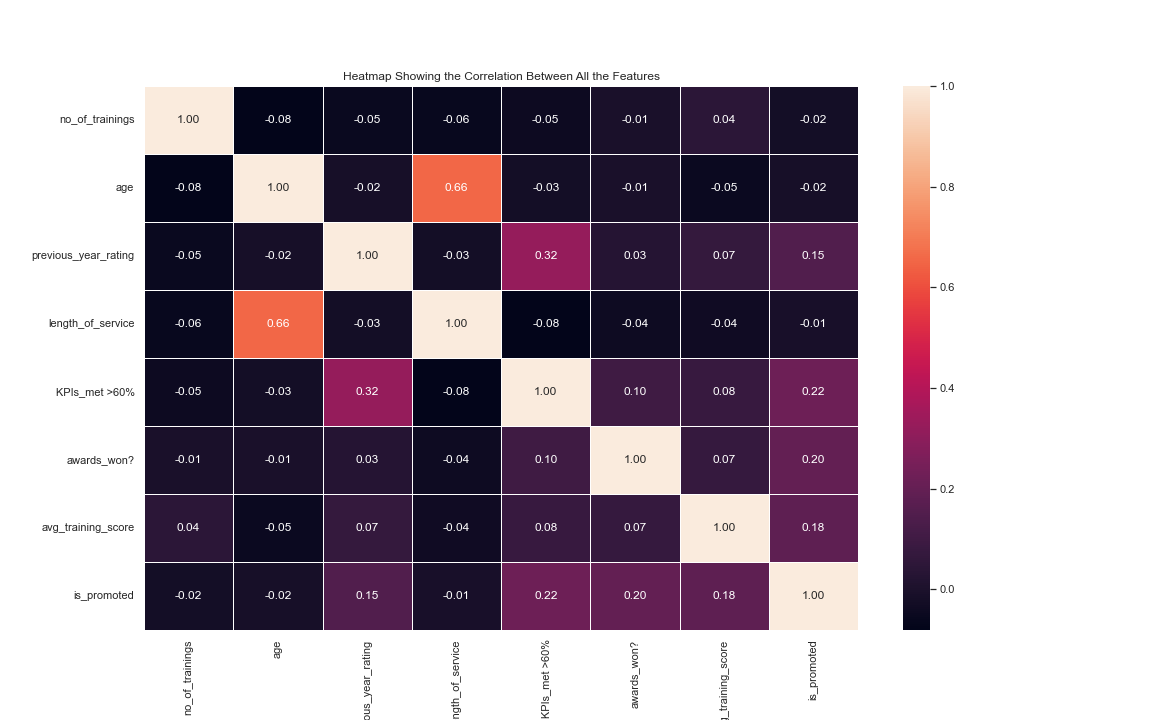 Heatmap Showing the Correlation Between All the Features
no_of_trainings 1.00 -0.08 -0.05 -0.06 -0.05 -0.01 0.04 -0.02
age -0.08 1.00 -0.02 0.66 -0.03 -0.01 -0.05 -0.02
previous_year_rating -0.05 -0.02 1.00 -0.03 0.32 0.03 0.07 0.15
length_of_service -0.06 0.66 -0.03 1.00 -0.08 -0.04 -0.04 -0.01
KPIs_met >60% -0.05 -0.03 0.32 -0.08 1.00 0.10 0.08 0.22
awards_won? -0.01 -0.01 0.03 -0.04 0.10 1.00 0.07 0.20
avg_training_score 0.04 -0.05 0.07 -0.04 0.08 0.07 1.00 0.18
is_promoted -0.02 -0.02 0.15 -0.01 0.22 0.20 0.18 1.00
no_of_trainings
age
ous_year_rating
ngth_of_service
KPIs_met >60%
awards_won?
g_training_score
is_promoted
1.0
0.8
0.6
0.4
0.2
0.0